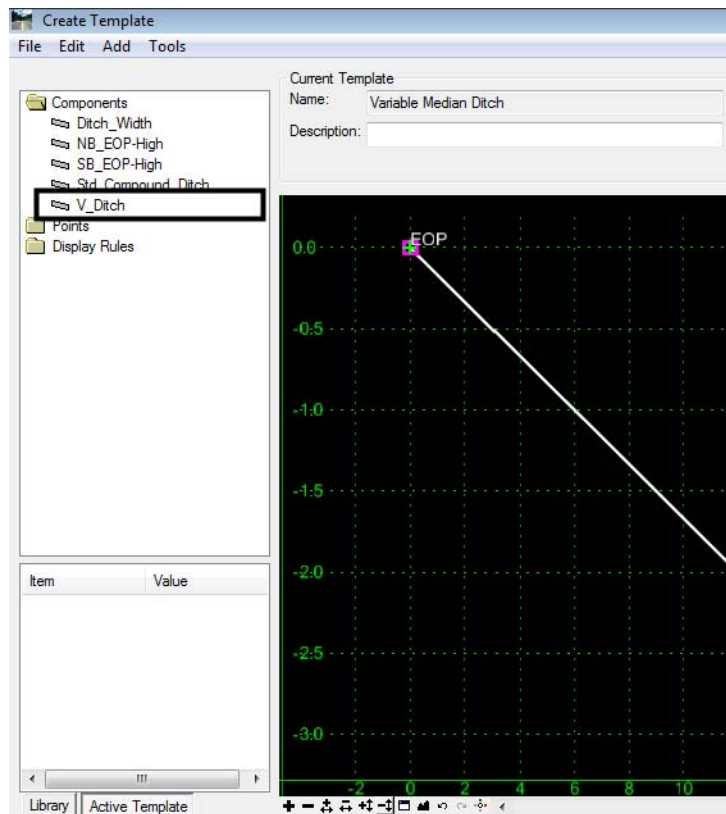 Create Template
File Edit Add Tools
Components
Ditch_Width
NB_EOP-High
SB_EOP-High
Std_Compound_Ditch
V_Ditch
Points
Display Rules
Item Value
Library Active Template
Current Template
Name: Variable Median Ditch
Description:
EOP
0.0
-0.5
-1.0
-1.5
-2.0
-2.5
-3.0
-2 0 2 4 6 8 10